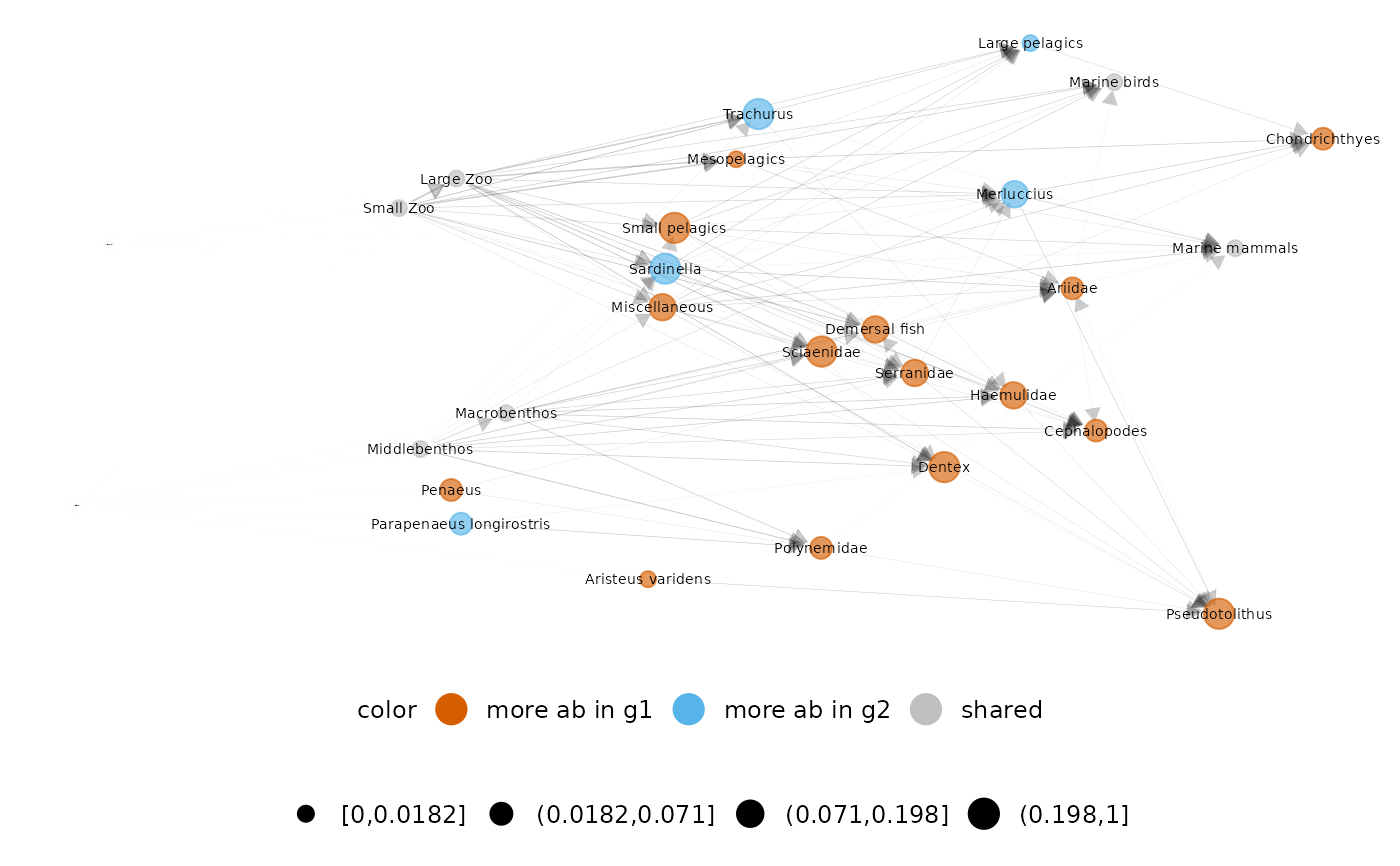 Large pelagics
Marine birds
Trachurus
Chondrichthyes
Mesopelagics
Large Zoo
Merluccius
Small Zoo
Small pelagics
Marine mammals
Sardinella
Ariidae
Miscellaneous
Demersal fish
Sciaenidae
Serranidae
Haemulidae
Macrobenthos
Cephalopodes
Middlebenthos
Dentex
Penaeus
Parapenaeus longirostris
Polynemidae
Aristeus varidens
Pseudotolithus
color more ab in g1 more ab in g2 shared
[0,0.0182] (0.0182,0.071] (0.071,0.198] (0.198,1]